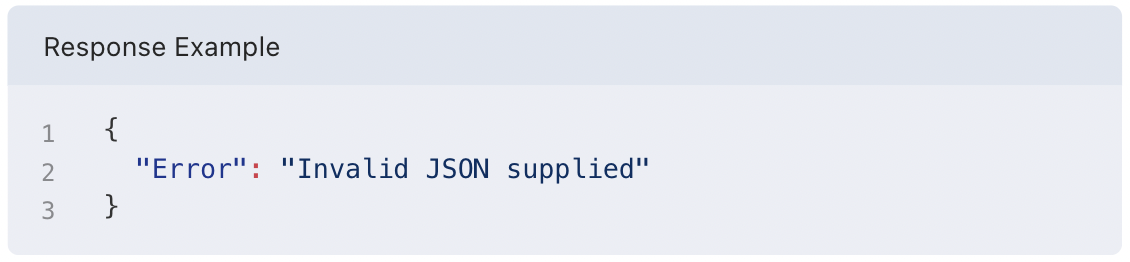 Response Example
1 {
2 "Error": "Invalid JSON supplied"
3 }